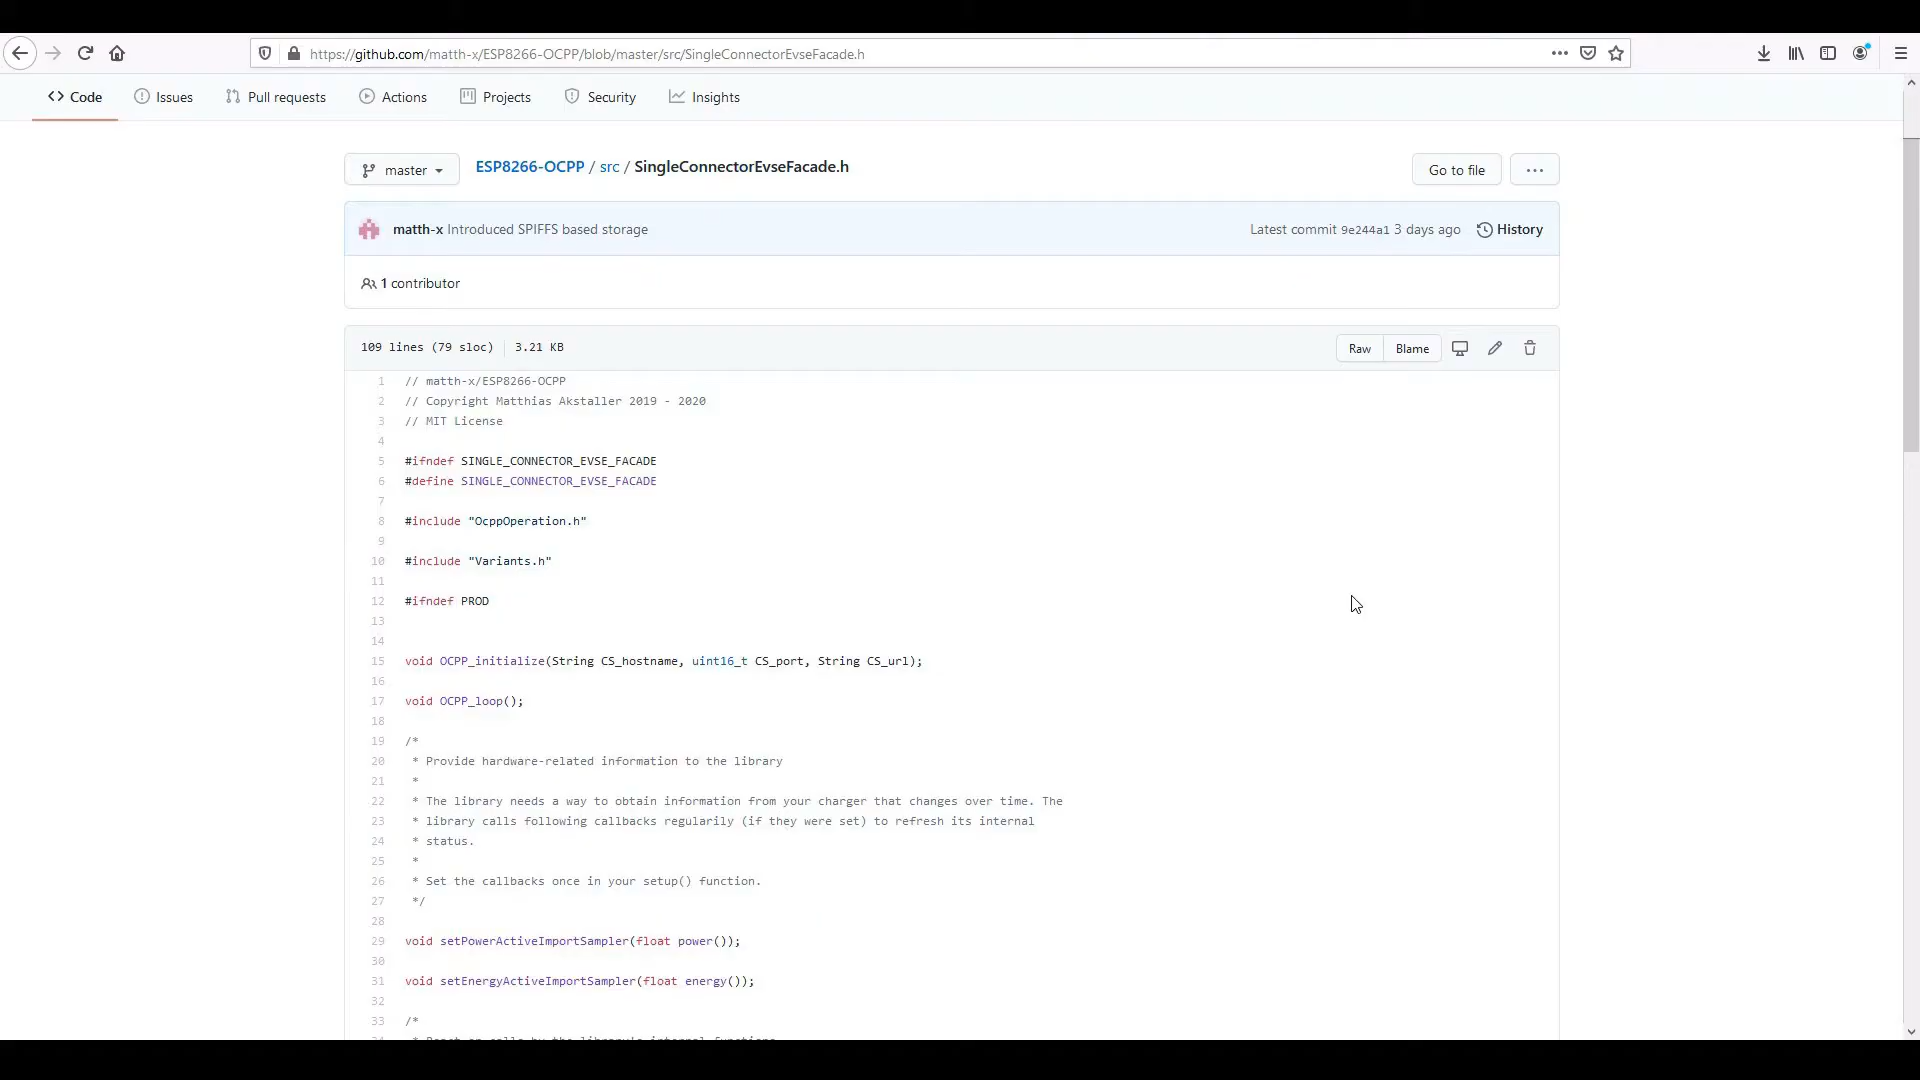 https://github.com/matth-x/ESP8266-OCPP/blob/master/src/SingleConnectorEvseFacade.h
Code Issues Pull requests Actions Projects Security Insights
master ESP8266-OCPP / src / SingleConnectorEvseFacade.h Go to file
matth-x Introduced SPIFFS based storage Latest commit 9e244a1 3 days ago History
1 contributor
109 lines (79 sloc) 3.21 KB Raw Blame
1 // matth-x/ESP8266-OCPP
2 // Copyright Matthias Akstaller 2019 - 2020
3 // MIT License
4
5 #ifndef SINGLE_CONNECTOR_EVSE_FACADE
6 #define SINGLE_CONNECTOR_EVSE_FACADE
7
8 #include "OcppOperation.h"
9
10 #include "Variants.h"
11
12 #ifndef PROD
13
14
15 void OCPP_initialize(String CS_hostname, uint16_t CS_port, String CS_url);
16
17 void OCPP_loop();
18
19 /*
20 * Provide hardware-related information to the library
21 *
22 * The library needs a way to obtain information from your charger that changes over time. The
23 * library calls following callbacks regularily (if they were set) to refresh its internal
24 * status.
25 *
26 * Set the callbacks once in your setup() function.
27 */
28
29 void setPowerActiveImportSampler(float power());
30
31 void setEnergyActiveImportSampler(float energy());
32
33 /*